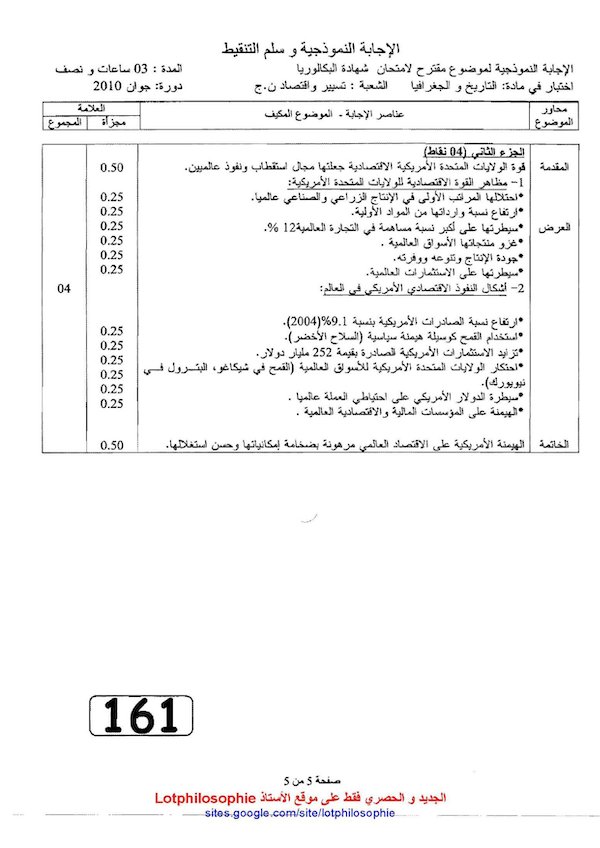 الإجابة النموذجية و سلم التنقيط
الإجابة النموذجية لموضوع مقترح لامتحان شهادة البكالوريا المدة : 03 ساعات و نصف
اختبار في مادة: التاريخ و الجغرافيا الشعبة : تسيير واقتصاد ن.ج دورة: جوان 2010
محاور الموضوع
عناصر الإجابة - الموضوع المكيف
العلامة
مجزأة المجموع
الجزء الثاني (04 نقاط)
المقدمة قوة الولايات المتحدة الأمريكية الاقتصادية جعلتها مجال استقطاب ونفوذ عالميين. 0.50
1- مظاهر القوة الاقتصادية للولايات المتحدة الأمريكية:
•احتلالها المراتب الأولى في الإنتاج الزراعي والصناعي عالميا. 0.25
•ارتفاع نسبة وارداتها من المواد الأولية. 0.25
العرض •سيطرتها على أكبر نسبة مساهمة في التجارة العالمية12 %. 0.25
•غزو منتجاتها الأسواق العالمية . 0.25
•جودة الإنتاج وتنوعه ووفرته. 0.25
•سيطرتها على الاستثمارات العالمية. 0.25
2- أشكال النفوذ الاقتصادي الأمريكي في العالم: 04
•ارتفاع نسبة الصادرات الأمريكية بنسبة 9.1%(2004). 0.25
•استخدام القمح كوسيلة هيمنة سياسية (السلاح الأخضر). 0.25
•تزايد الاستثمارات الأمريكية الصادرة بقيمة 252 مليار دولار. 0.25
•احتكار الولايات المتحدة الأمريكية للأسواق العالمية (القمح في شيكاغو، البترول في 0.25
نيويورك). 0.25
•سيطرة الدولار الأمريكي على احتياطي العملة عالميا . 0.25
•الهيمنة على المؤسسات المالية والاقتصادية العالمية .
الخاتمة الهيمنة الأمريكية على الاقتصاد العالمي مرهونة بضخامة إمكانياتها وحسن استغلالها. 0.50
161
صفحة 5 من 5
الجديد و الحصري فقط على موقع الأستاذ Lotphilosophie
sites.google.com/site/lotphilosophie